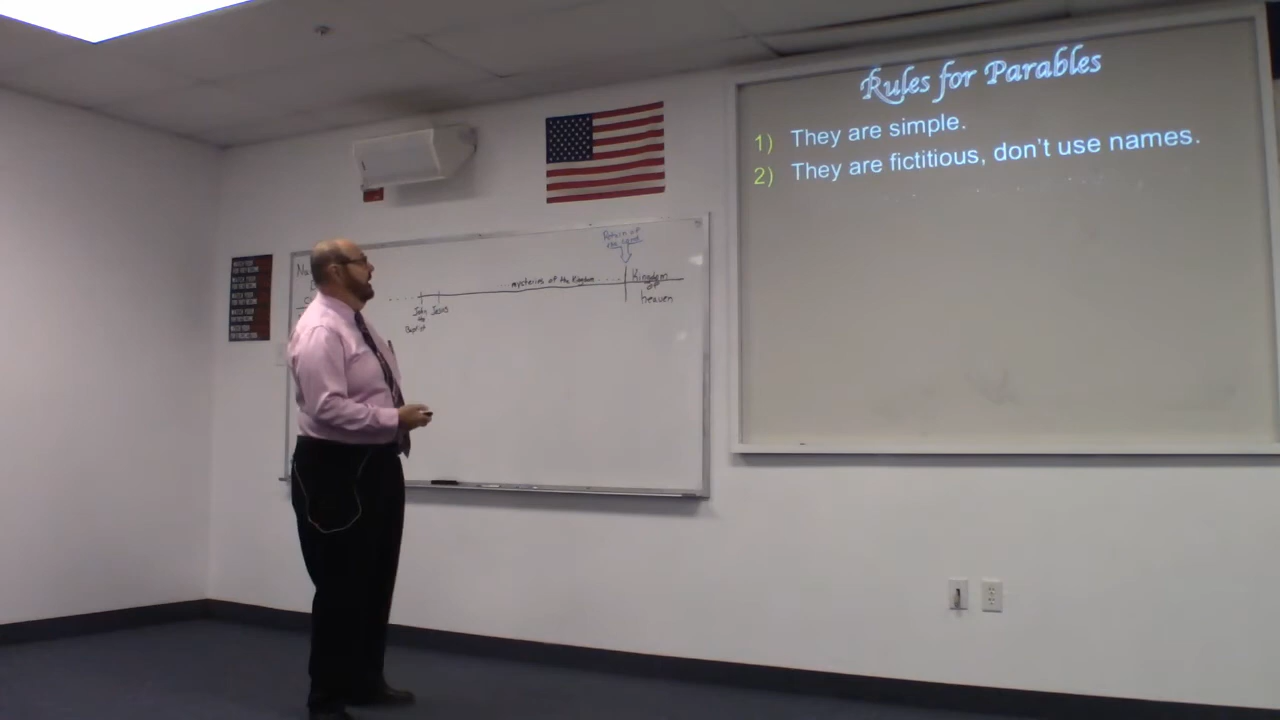 Rules for Parables
1) They are simple.
2) They are fictitious, don't use names.
Return of
the Lord
mysteries of the Kingdom
Kingdom
of
heaven
John Jesus
the
Baptist